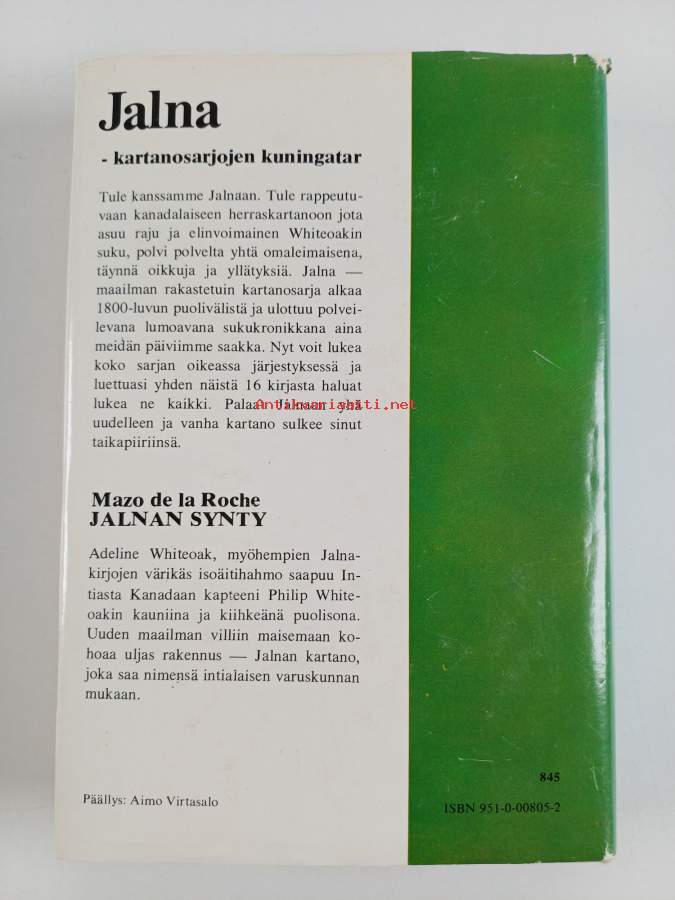 Jalna
- kartanosarjojen kuningatar
Tule kanssamme Jalnaan. Tule rappeutu-
vaan kanadalaiseen herraskartanoon jota
asuu raju ja elinvoimainen Whiteoakin
suku, polvi polvelta yhtä omaleimaisena,
täynnä oikkuja ja yllätyksiä. Jalna —
maailman rakastetuin kartanosarja alkaa
1800-luvun puolivälistä ja ulottuu polvei-
levana lumoavana sukukronikkana aina
meidän päiviimme saakka. Nyt voit lukea
koko sarjan oikeassa järjestyksessä ja
luettuasi yhden näistä 16 kirjasta haluat
lukea ne kaikki. Palaat Jalnaan yhä
Antikvariaatti.net
uudelleen ja vanha kartano sulkee sinut
taikapiiriinsä.
Mazo de la Roche
JALNAN SYNTY
Adeline Whiteoak, myöhempien Jalna-
kirjojen värikäs isoäitihahmo saapuu In-
tiasta Kanadaan kapteeni Philip White-
oakin kauniina ja kiihkeänä puolisona.
Uuden maailman villiin maisemaan ko-
hoaa uljas rakennus — Jalnan kartano,
joka saa nimensä intialaisen varuskunnan
mukaan.
Päällys: Aimo Virtasalo
845
ISBN 951-0-00805-2